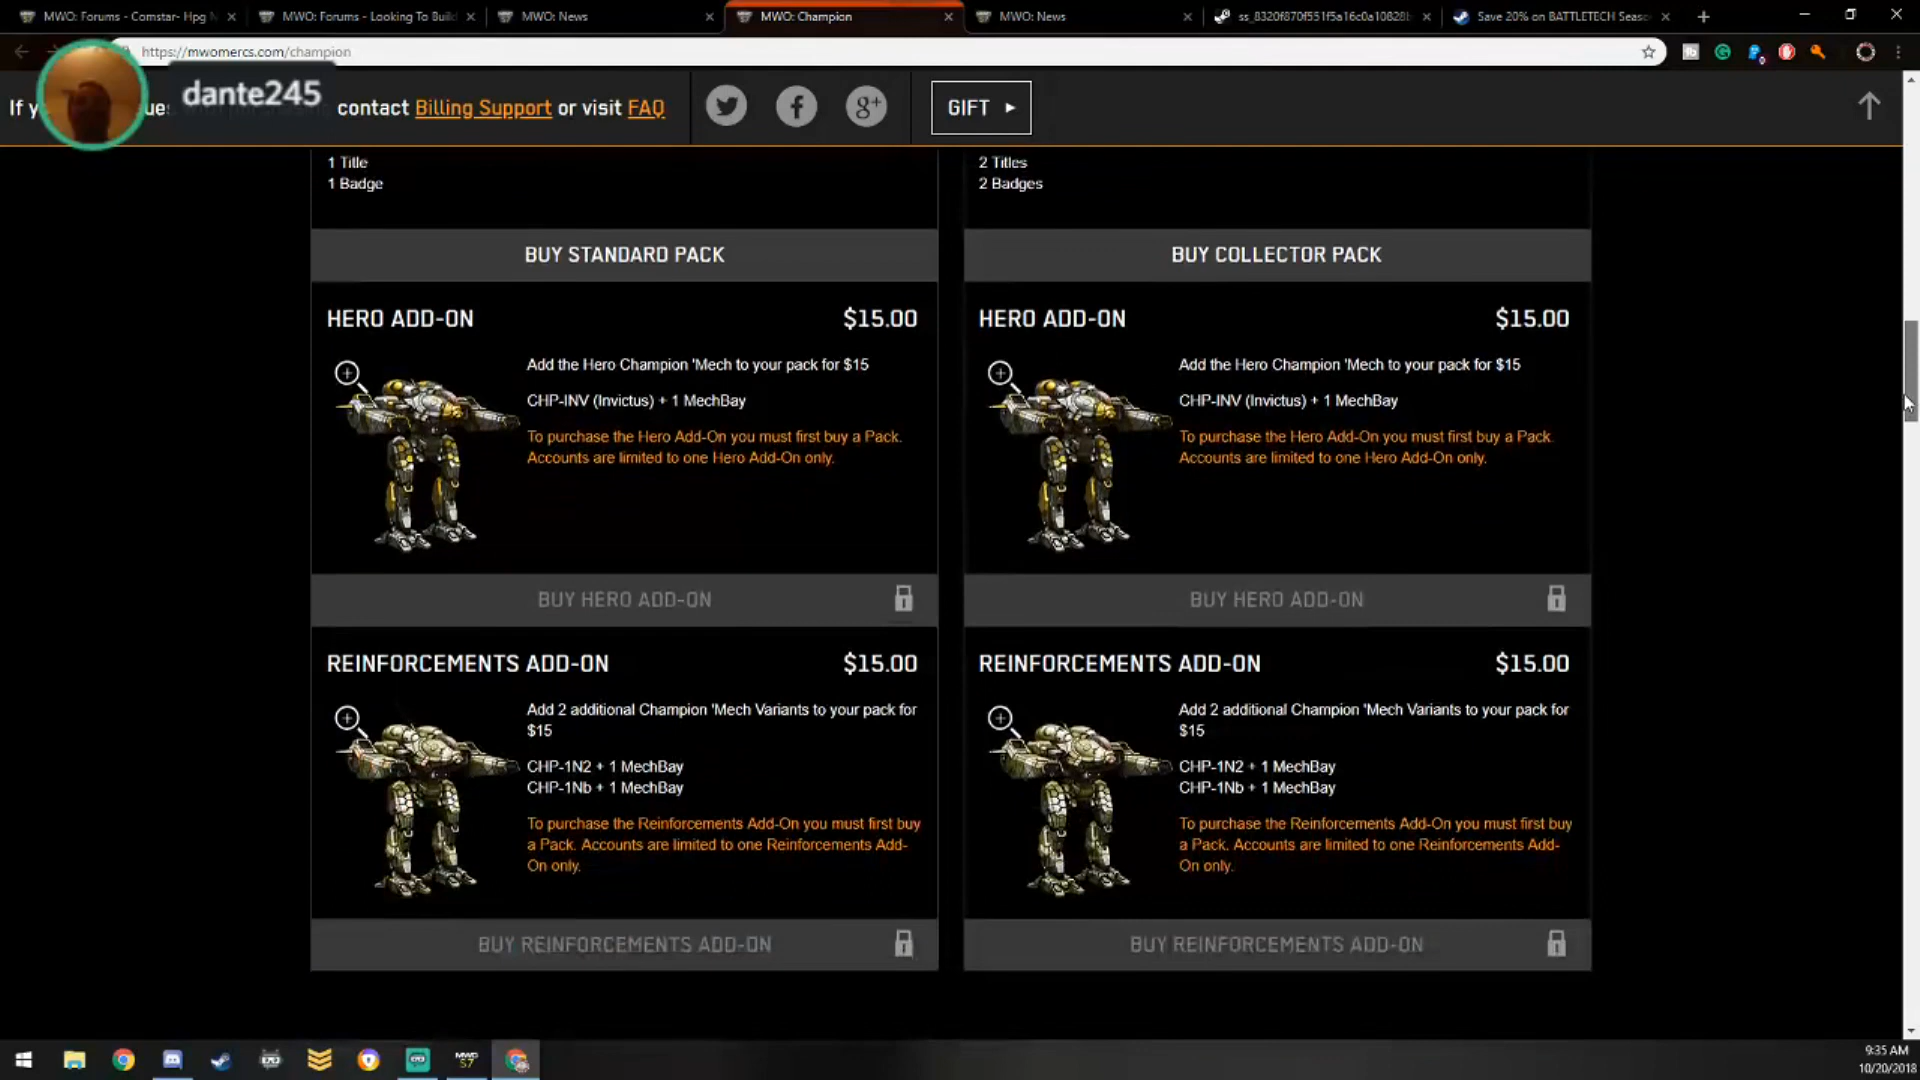 MWO: Forums - Comstar- Hpg N
MWO: Forums - Looking To Build
MWO: News
MWO: Champion
MWO: News
ss_8320f870f551f5a16c0a10828b
Save 20% on BATTLETECH Seaso
https://mwomercs.com/champion
dante245
If y
contact Billing Support or visit FAQ
g+
GIFT
1 Title
1 Badge
BUY STANDARD PACK
HERO ADD-ON $15.00
Add the Hero Champion 'Mech to your pack for $15
CHP-INV (Invictus) + 1 MechBay
To purchase the Hero Add-On you must first buy a Pack.
Accounts are limited to one Hero Add-On only.
BUY HERO ADD-ON
REINFORCEMENTS ADD-ON $15.00
Add 2 additional Champion 'Mech Variants to your pack for
$15
CHP-1N2 + 1 MechBay
CHP-1Nb + 1 MechBay
To purchase the Reinforcements Add-On you must first buy
a Pack. Accounts are limited to one Reinforcements Add-
On only.
BUY REINFORCEMENTS ADD-ON
2 Titles
2 Badges
BUY COLLECTOR PACK
HERO ADD-ON $15.00
Add the Hero Champion 'Mech to your pack for $15
CHP-INV (Invictus) + 1 MechBay
To purchase the Hero Add-On you must first buy a Pack.
Accounts are limited to one Hero Add-On only.
BUY HERO ADD-ON
REINFORCEMENTS ADD-ON $15.00
Add 2 additional Champion 'Mech Variants to your pack for
$15
CHP-1N2 + 1 MechBay
CHP-1Nb + 1 MechBay
To purchase the Reinforcements Add-On you must first buy
a Pack. Accounts are limited to one Reinforcements Add-
On only.
BUY REINFORCEMENTS ADD-ON
MWO
S7
9:35 AM
10/20/2018